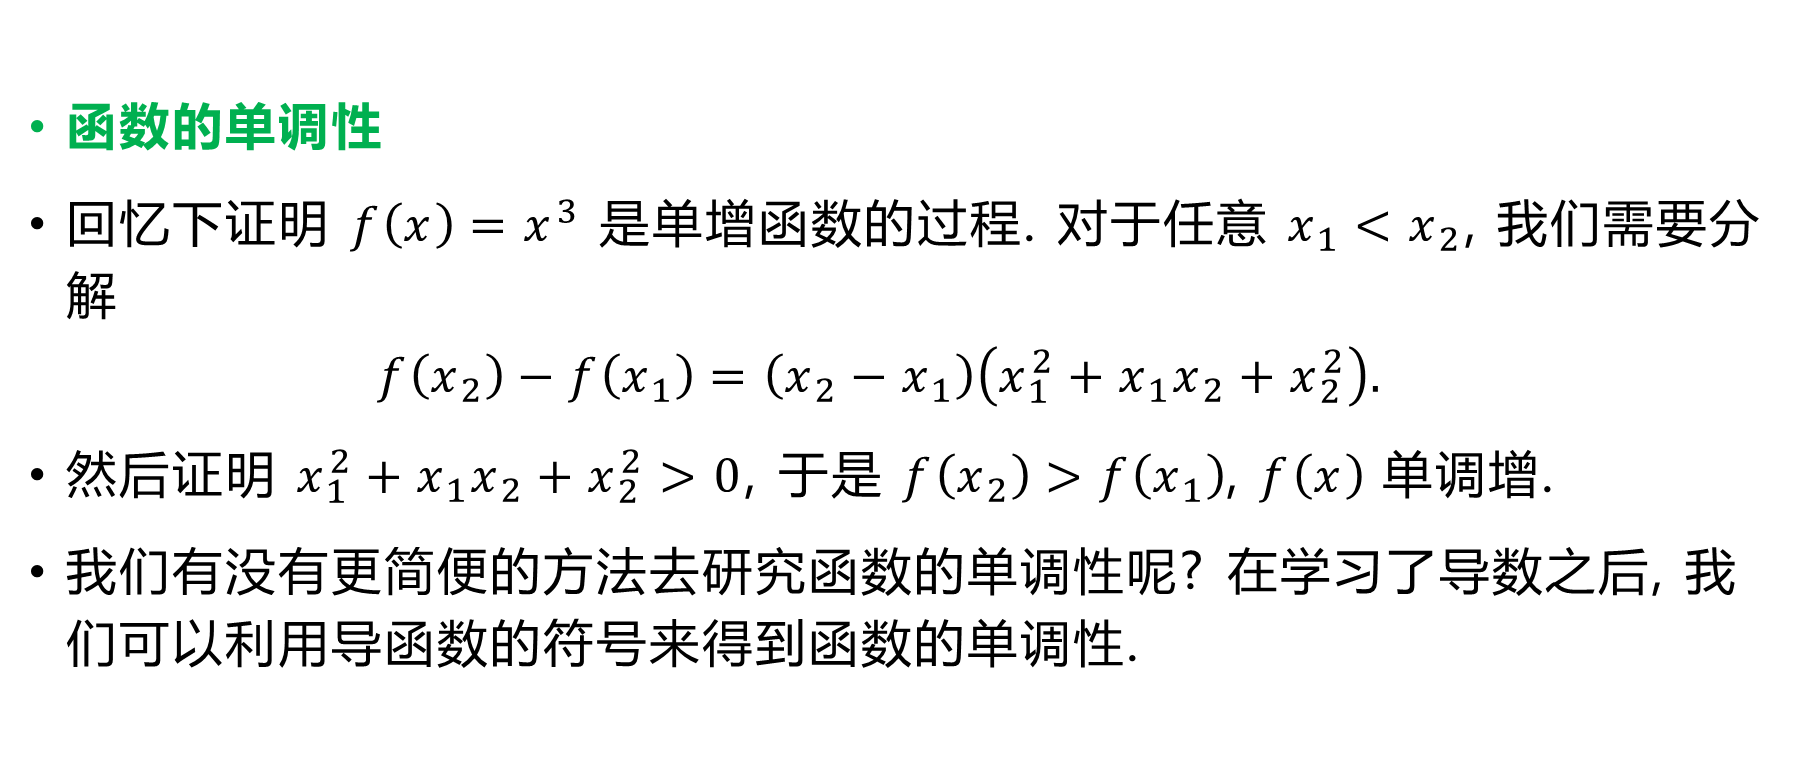 • 函数的单调性
• 回忆下证明 f(x) = x³ 是单增函数的过程. 对于任意 x₁ < x₂, 我们需要分
解
f(x₂) − f(x₁) = (x₂ − x₁)(x₁² + x₁x₂ + x₂²).
• 然后证明 x₁² + x₁x₂ + x₂² > 0, 于是 f(x₂) > f(x₁), f(x) 单调增.
• 我们有没有更简便的方法去研究函数的单调性呢? 在学习了导数之后, 我
们可以利用导函数的符号来得到函数的单调性.